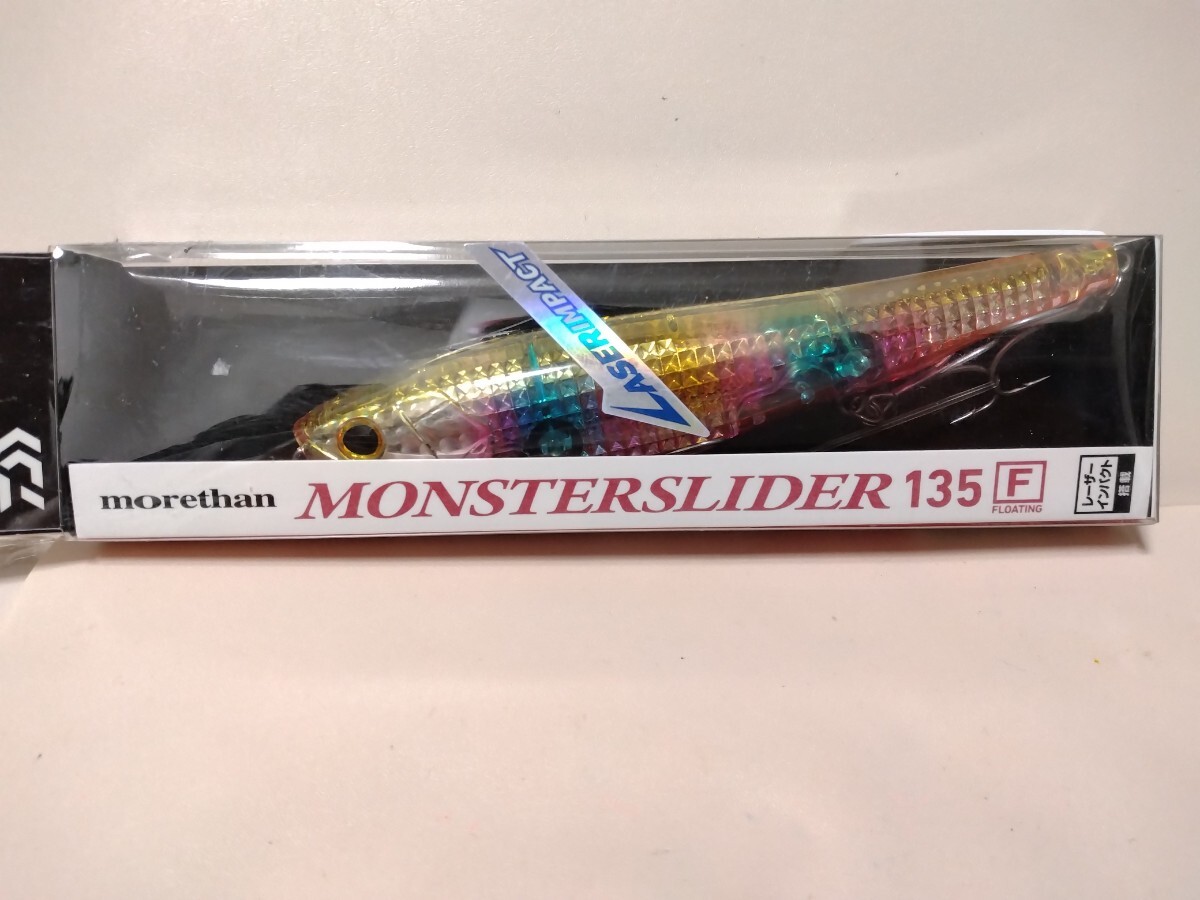 LASERIMPACT
morethan MONSTERSLIDER 135 F
FLOATING
レーザー
インパクト
搭載